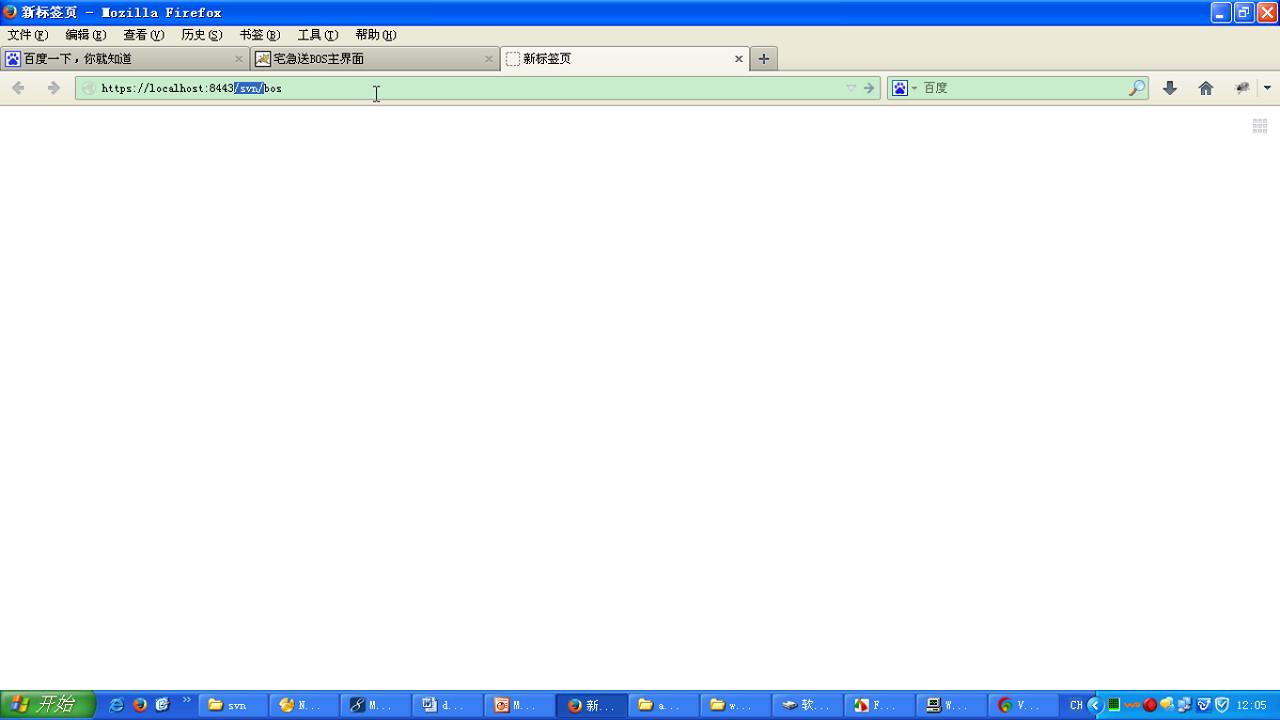 新标签页 - Mozilla Firefox
文件(F) 编辑(E) 查看(V) 历史(S) 书签(B) 工具(T) 帮助(H)
百度一下，你就知道 宅急送BOS主界面 新标签页
https://localhost:8443/svn/bos 百度
开始 svn N... M... d... M... 新... a... w... 软... F... W... V... CH 12:05